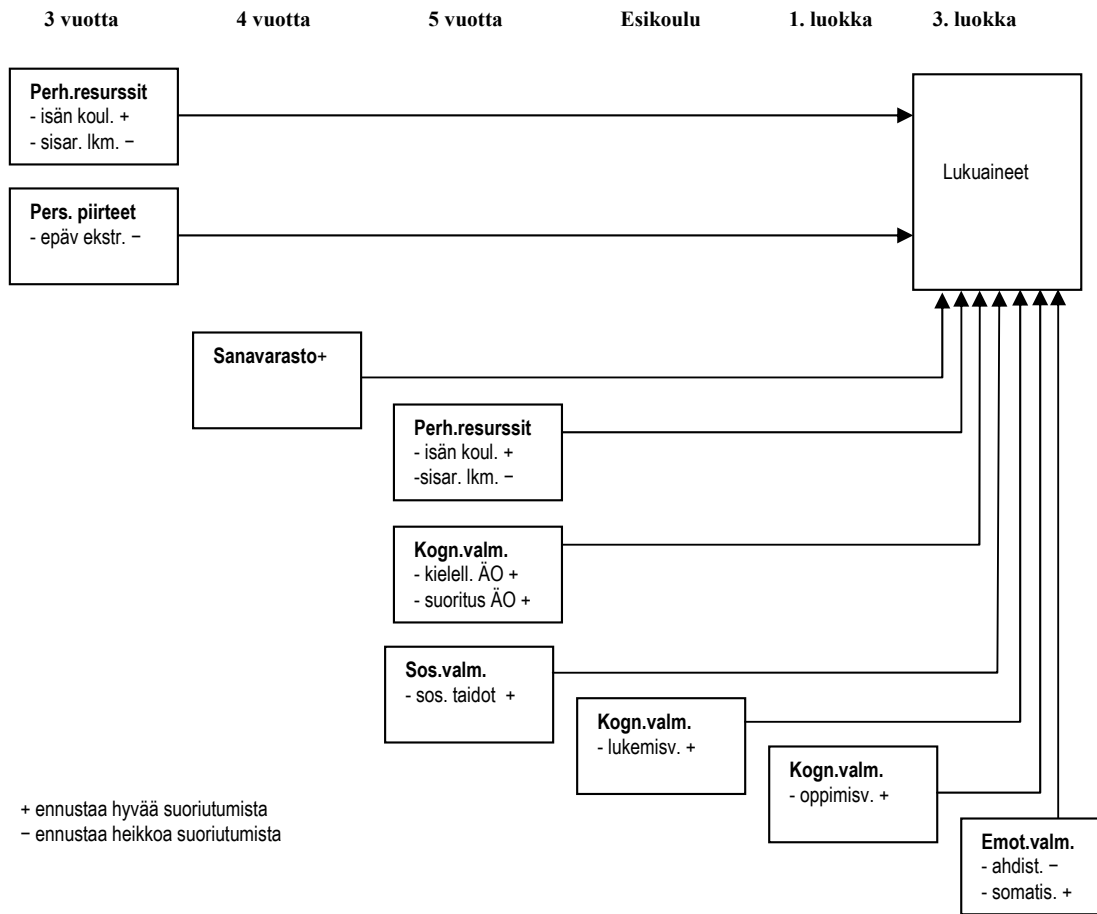 3 vuotta 4 vuotta 5 vuotta Esikoulu 1. luokka 3. luokka
Perh.resurssit
- isän koul. +
- sisar. lkm. −
Lukuaineet
Pers. piirteet
- epäv ekstr. −
Sanavarasto+
Perh.resurssit
- isän koul. +
-sisar. lkm. −
Kogn.valm.
- kielell. ÄO +
- suoritus ÄO +
Sos.valm.
- sos. taidot +
Kogn.valm.
- lukemisv. +
Kogn.valm.
- oppimisv. +
+ ennustaa hyvää suoriutumista
− ennustaa heikkoa suoriutumista
Emot.valm.
- ahdist. −
- somatis. +